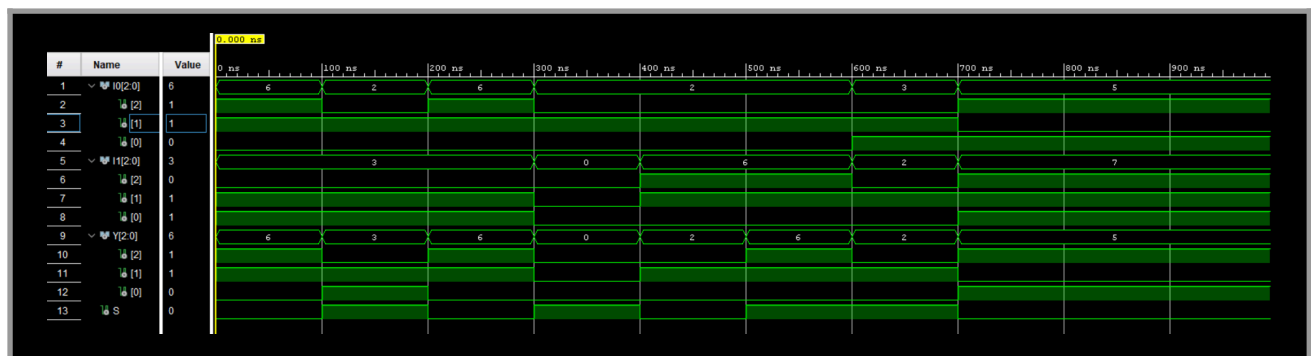 0.000 ns
# Name Value
0 ns 100 ns 200 ns 300 ns 400 ns 500 ns 600 ns 700 ns 800 ns 900 ns
1 I0[2:0] 6 6 2 6 2 3 5
2 [2] 1
3 [1] 1
4 [0] 0
5 I1[2:0] 3 3 0 6 2 7
6 [2] 0
7 [1] 1
8 [0] 1
9 Y[2:0] 6 6 3 6 0 2 6 2 5
10 [2] 1
11 [1] 1
12 [0] 0
13 S 0